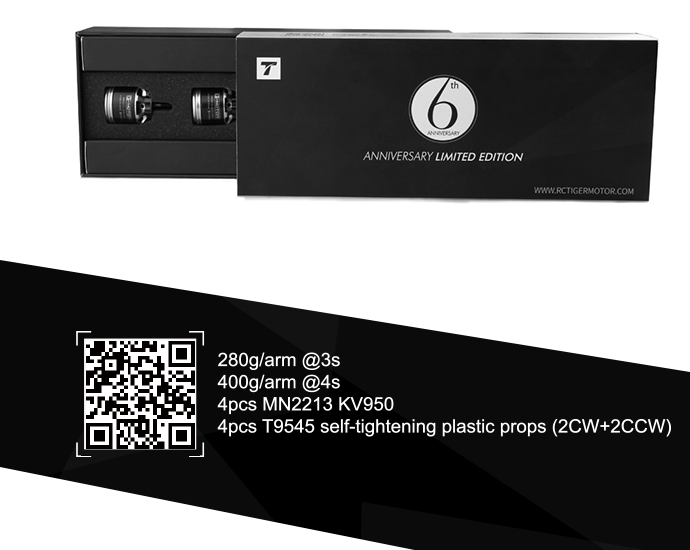 T
6th
ANNIVERSARY
ANNIVERSARY LIMITED EDITION
WWW.RCTIGERMOTOR.COM
280g/arm @3s
400g/arm @4s
4pcs MN2213 KV950
4pcs T9545 self-tightening plastic props (2CW+2CCW)